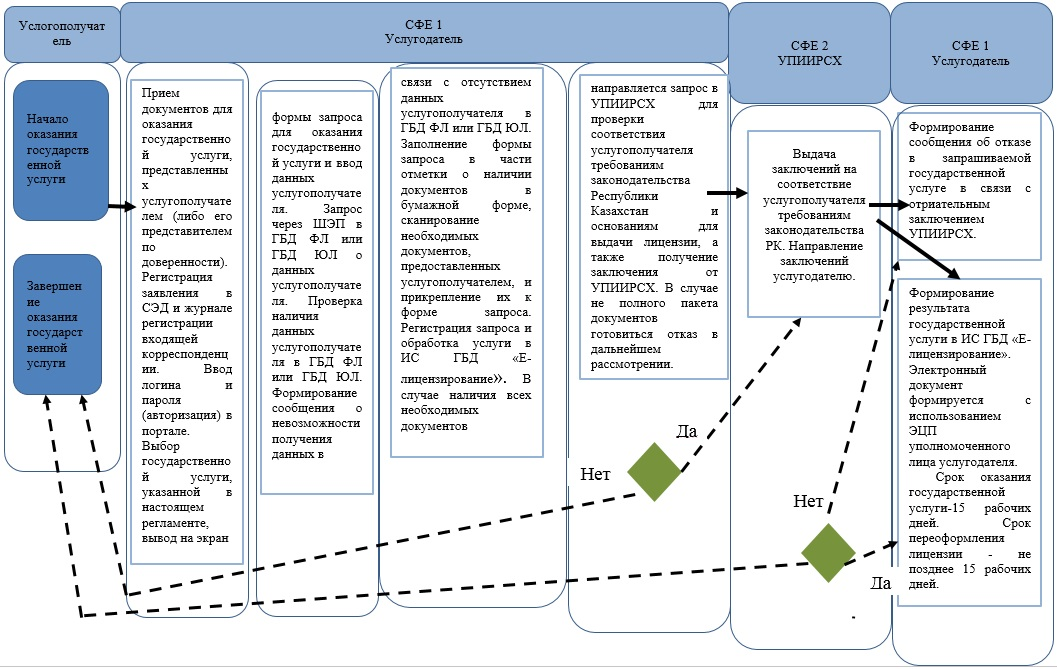 Услогополучат
ель
СФЕ 1
Услугодатель
СФЕ 2
УПИИРСХ
СФЕ 1
Услугодатель
Начало
оказания
государств
енной
услуги
Завершен
ие
оказания
государст
венной
услуги
Прием
документов для
оказания
государственно
й услуги,
представленны
х
услугополучате
лем (либо его
представителем
по
доверенности).
Регистрация
заявления в
СЭД и журнале
регистрации
входящей
корреспонденц
ии. Ввод
логина и
пароля
(авторизация) в
портале.
Выбор
государственно
й услуги,
указанной в
настоящем
регламенте,
вывод на экран
формы запроса
для оказания
государственно
й услуги и ввод
данных
услугополучате
ля. Запрос
через ШЭП в
ГБД ФЛ или
ГБД ЮЛ о
данных
услугополучате
ля. Проверка
наличия
данных
услугополучате
ля в ГБД ФЛ
или ГБД ЮЛ.
Формирование
сообщения о
невозможности
получения
данных в
связи с отсутствием
данных
услугополучателя в
ГБД ФЛ или ГБД ЮЛ.
Заполнение формы
запроса в части
отметки о наличии
документов в
бумажной форме,
сканирование
необходимых
документов,
предоставленных
услугополучателем, и
прикрепление их к
форме запроса.
Регистрация запроса и
обработка услуги в
ИС ГБД «Е-
лицензирование». В
случае наличия всех
необходимых
документов
направляется запрос в
УПИИРСХ для
проверки
соответствия
услугополучателя
требованиям
законодательства
Республики
Казахстан и
основаниям для
выдачи лицензии, а
также получение
заключения от
УПИИРСХ. В случае
не полного пакета
документов
готовиться отказ в
дальнейшем
рассмотрении.
Выдача
заключений на
соответствие
услугополучателя
требованиям
законодательства
РК. Направление
заключений
услугодателю.
Формирование
сообщения об отказе
в запрашиваемой
государственной
услуге в связи с
отриательным
заключением
УПИИРСХ.
Формирование
результата
государственной
услуги в ИС ГБД «Е-
лицензирование».
Электронный
документ
формируется с
использованием
ЭЦП
уполномоченного
лица услугодателя.
Срок оказания
государственной
услуги-15 рабочих
дней. Срок
переоформления
лицензии - не
позднее 15 рабочих
дней.
Да
Нет
Нет
Да